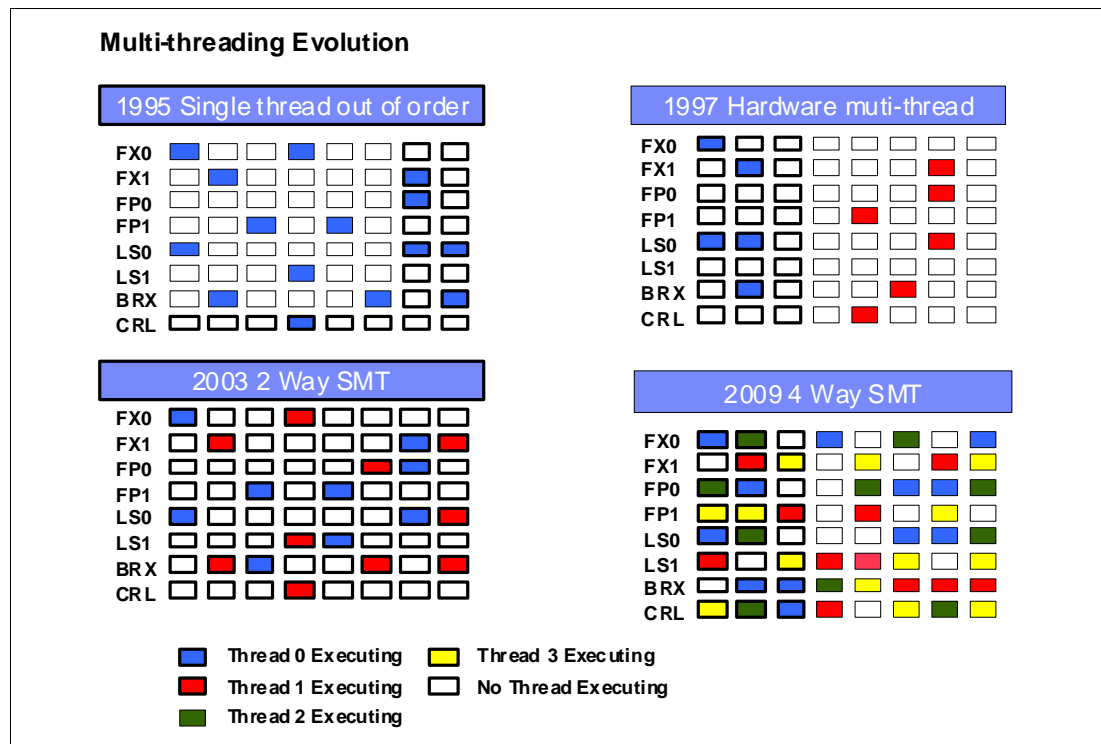 Multi-threading Evolution
1995 Single thread out of order
FX0
FX1
FP0
FP1
LS0
LS1
BRX
CRL
1997 Hardware muti-thread
FX0
FX1
FP0
FP1
LS0
LS1
BRX
CRL
2003 2 Way SMT
FX0
FX1
FP0
FP1
LS0
LS1
BRX
CRL
2009 4 Way SMT
FX0
FX1
FP0
FP1
LS0
LS1
BRX
CRL
Thread 0 Executing
Thread 1 Executing
Thread 2 Executing
Thread 3 Executing
No Thread Executing